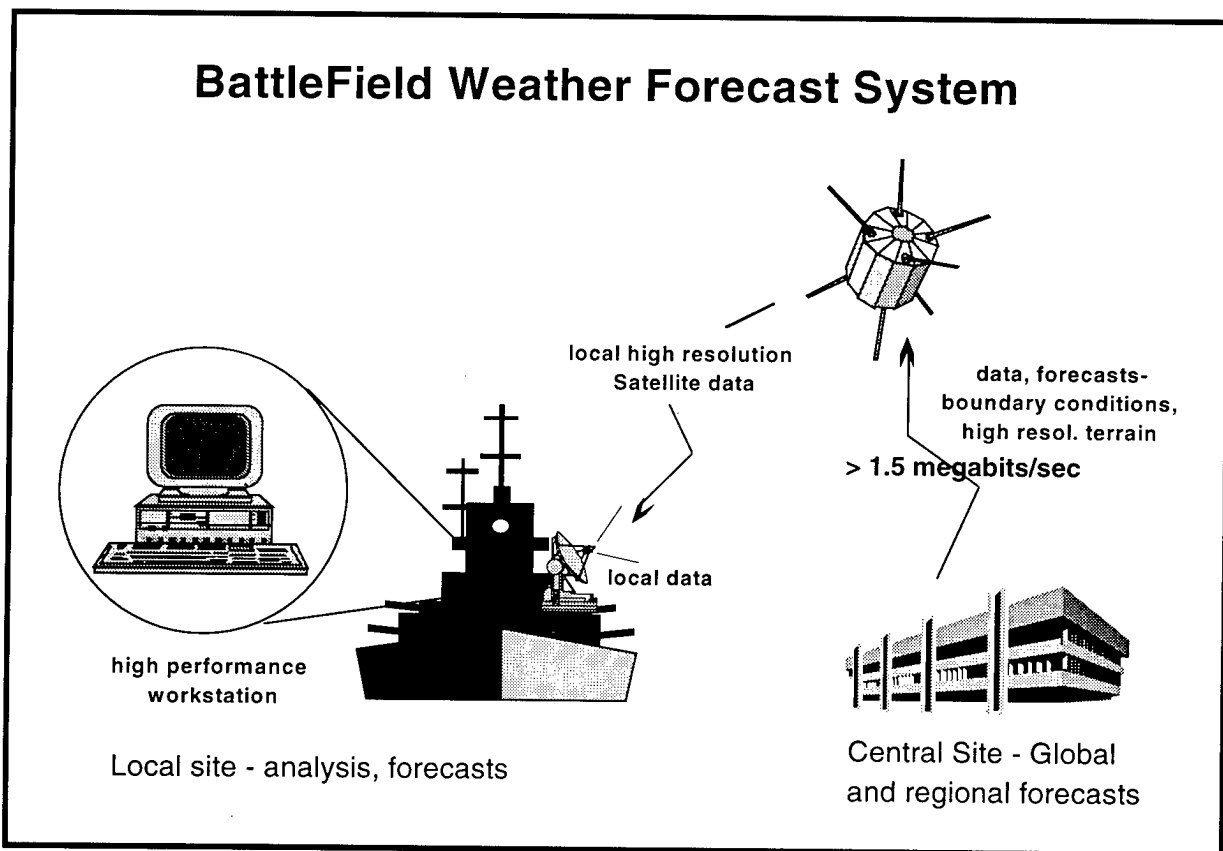 BattleField Weather Forecast System
local high resolution
Satellite data
data, forecasts-
boundary conditions,
high resol. terrain
> 1.5 megabits/sec
local data
high performance
workstation
Local site - analysis, forecasts
Central Site - Global
and regional forecasts